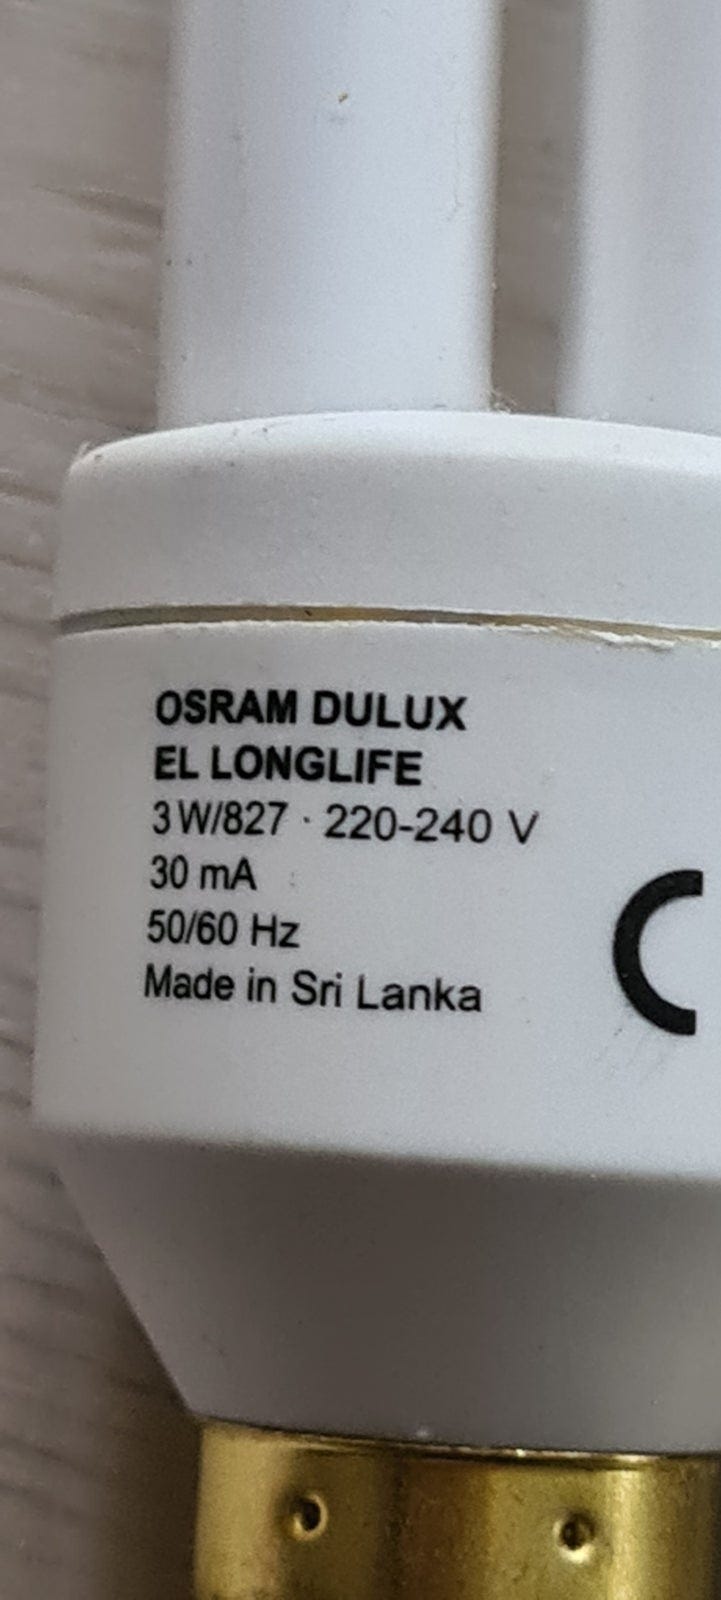 OSRAM DULUX
EL LONGLIFE
3 W/827 · 220-240 V
30 mA
50/60 Hz
Made in Sri Lanka